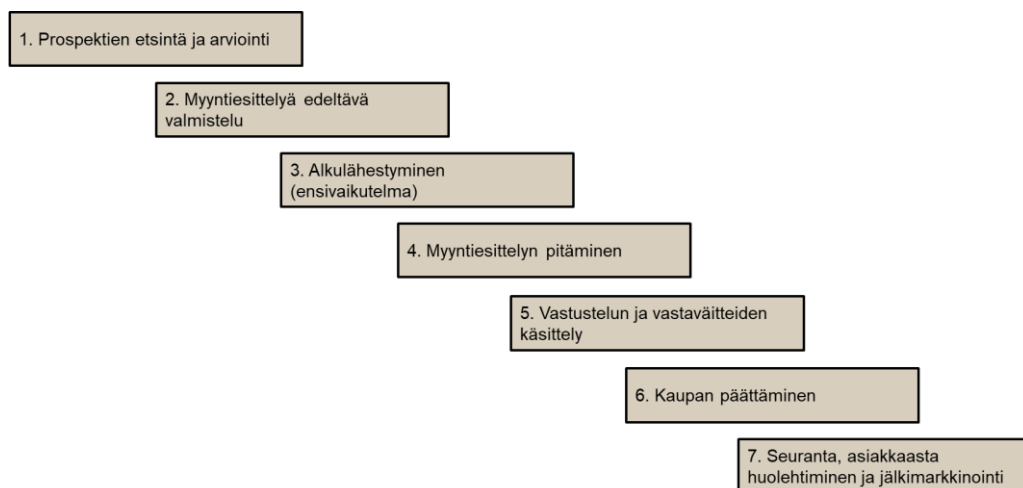 1. Prospektien etsintä ja arviointi
2. Myyntiesittelyä edeltävä
valmistelu
3. Alkulähestyminen
(ensivaikutelma)
4. Myyntiesittelyn pitäminen
5. Vastustelun ja vastaväitteiden
käsittely
6. Kaupan päättäminen
7. Seuranta, asiakkaasta
huolehtiminen ja jälkimarkkinointi